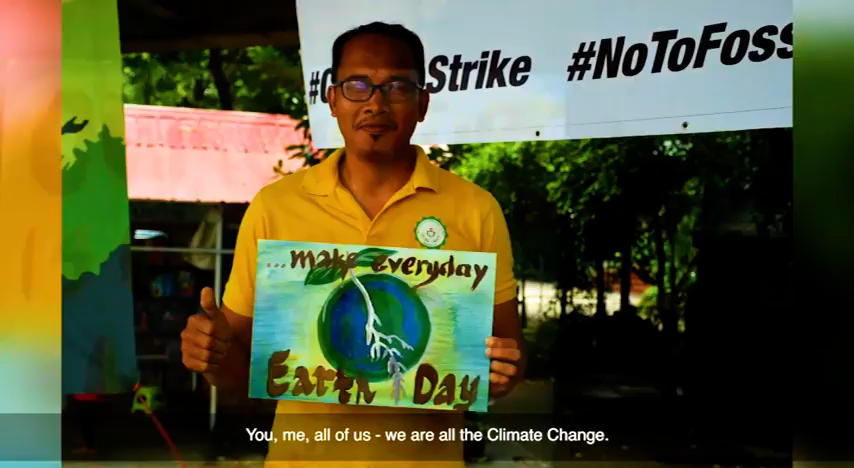 Strike #NoToFoss
...make everyday
Earth Day
You, me, all of us - we are all the Climate Change.